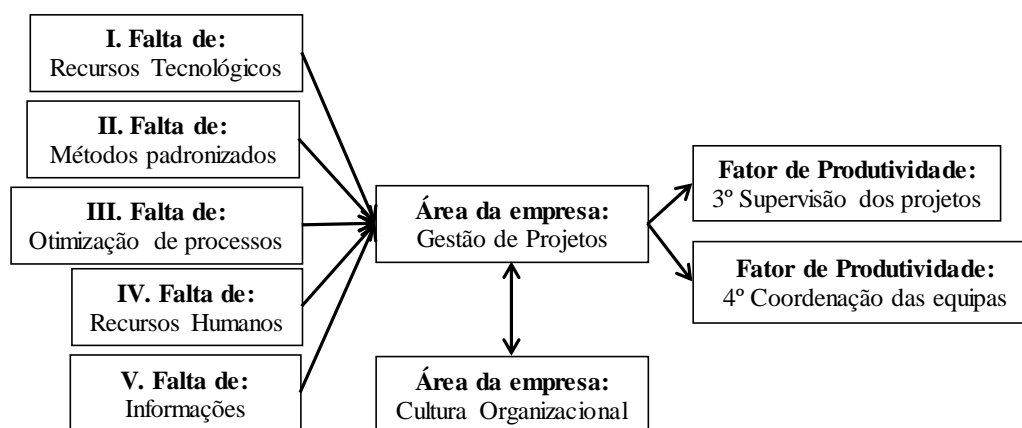 I. Falta de:
Recursos Tecnológicos
II. Falta de:
Métodos padronizados
III. Falta de:
Otimização de processos
IV. Falta de:
Recursos Humanos
V. Falta de:
Informações
Área da empresa:
Gestão de Projetos
Área da empresa:
Cultura Organizacional
Fator de Produtividade:
3º Supervisão dos projetos
Fator de Produtividade:
4º Coordenação das equipas